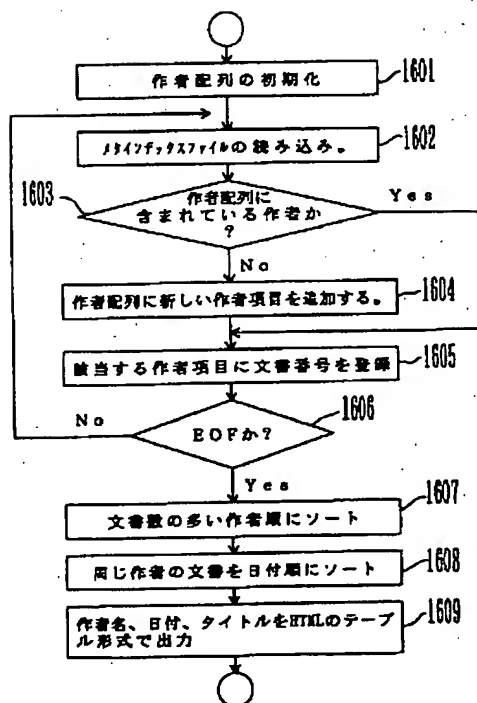 作者配列の初期化
1601
メタインデックスファイルの読み込み。
1602
1603
作者配列に
含まれている作者か
?
Yes
No
作者配列に新しい作者項目を追加する。
1604
該当する作者項目に文書番号を登録
1605
1606
No
EOFか?
Yes
1607
文書数の多い作者順にソート
1608
同じ作者の文書を日付順にソート
1609
作者名、日付、タイトルをHTMLのテーブ
ル形式で出力